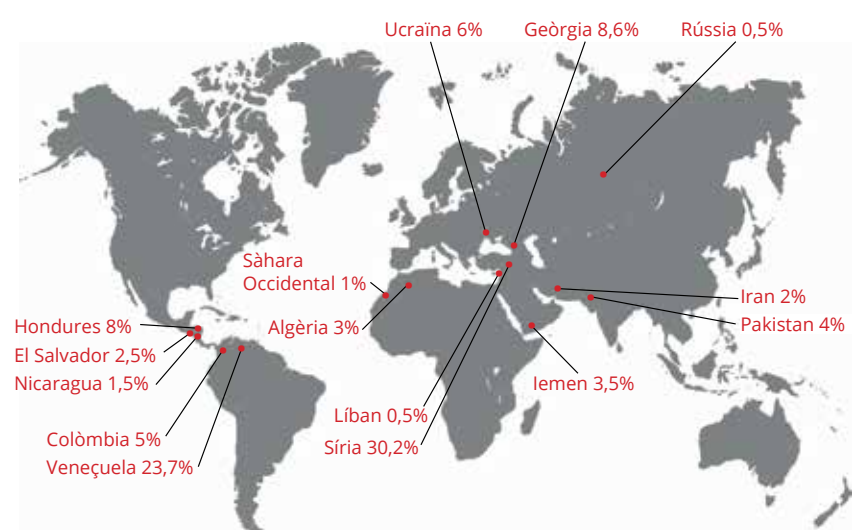 Ucraïna 6%
Geòrgia 8,6%
Rússia 0,5%
Sàhara
Occidental 1%
Algèria 3%
Iran 2%
Pakistan 4%
Hondures 8%
El Salvador 2,5%
Nicaragua 1,5%
Iemen 3,5%
Líban 0,5%
Síria 30,2%
Colòmbia 5%
Veneçuela 23,7%